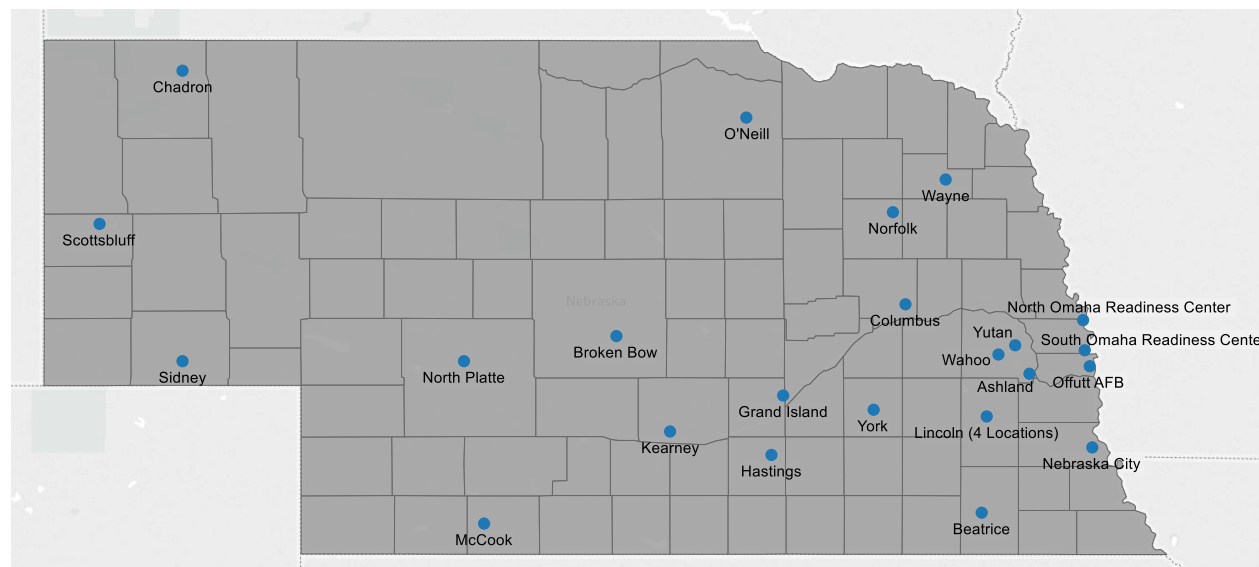 Chadron
O'Neill
Wayne
Norfolk
Scottsbluff
Nebraska
North Omaha Readiness Center
Columbus
Yutan
South Omaha Readiness Cente
Broken Bow
Wahoo
Sidney
North Platte
Ashland
Offutt AFB
Grand Island
York
Lincoln (4 Locations)
Kearney
Nebraska City
Hastings
Beatrice
McCook